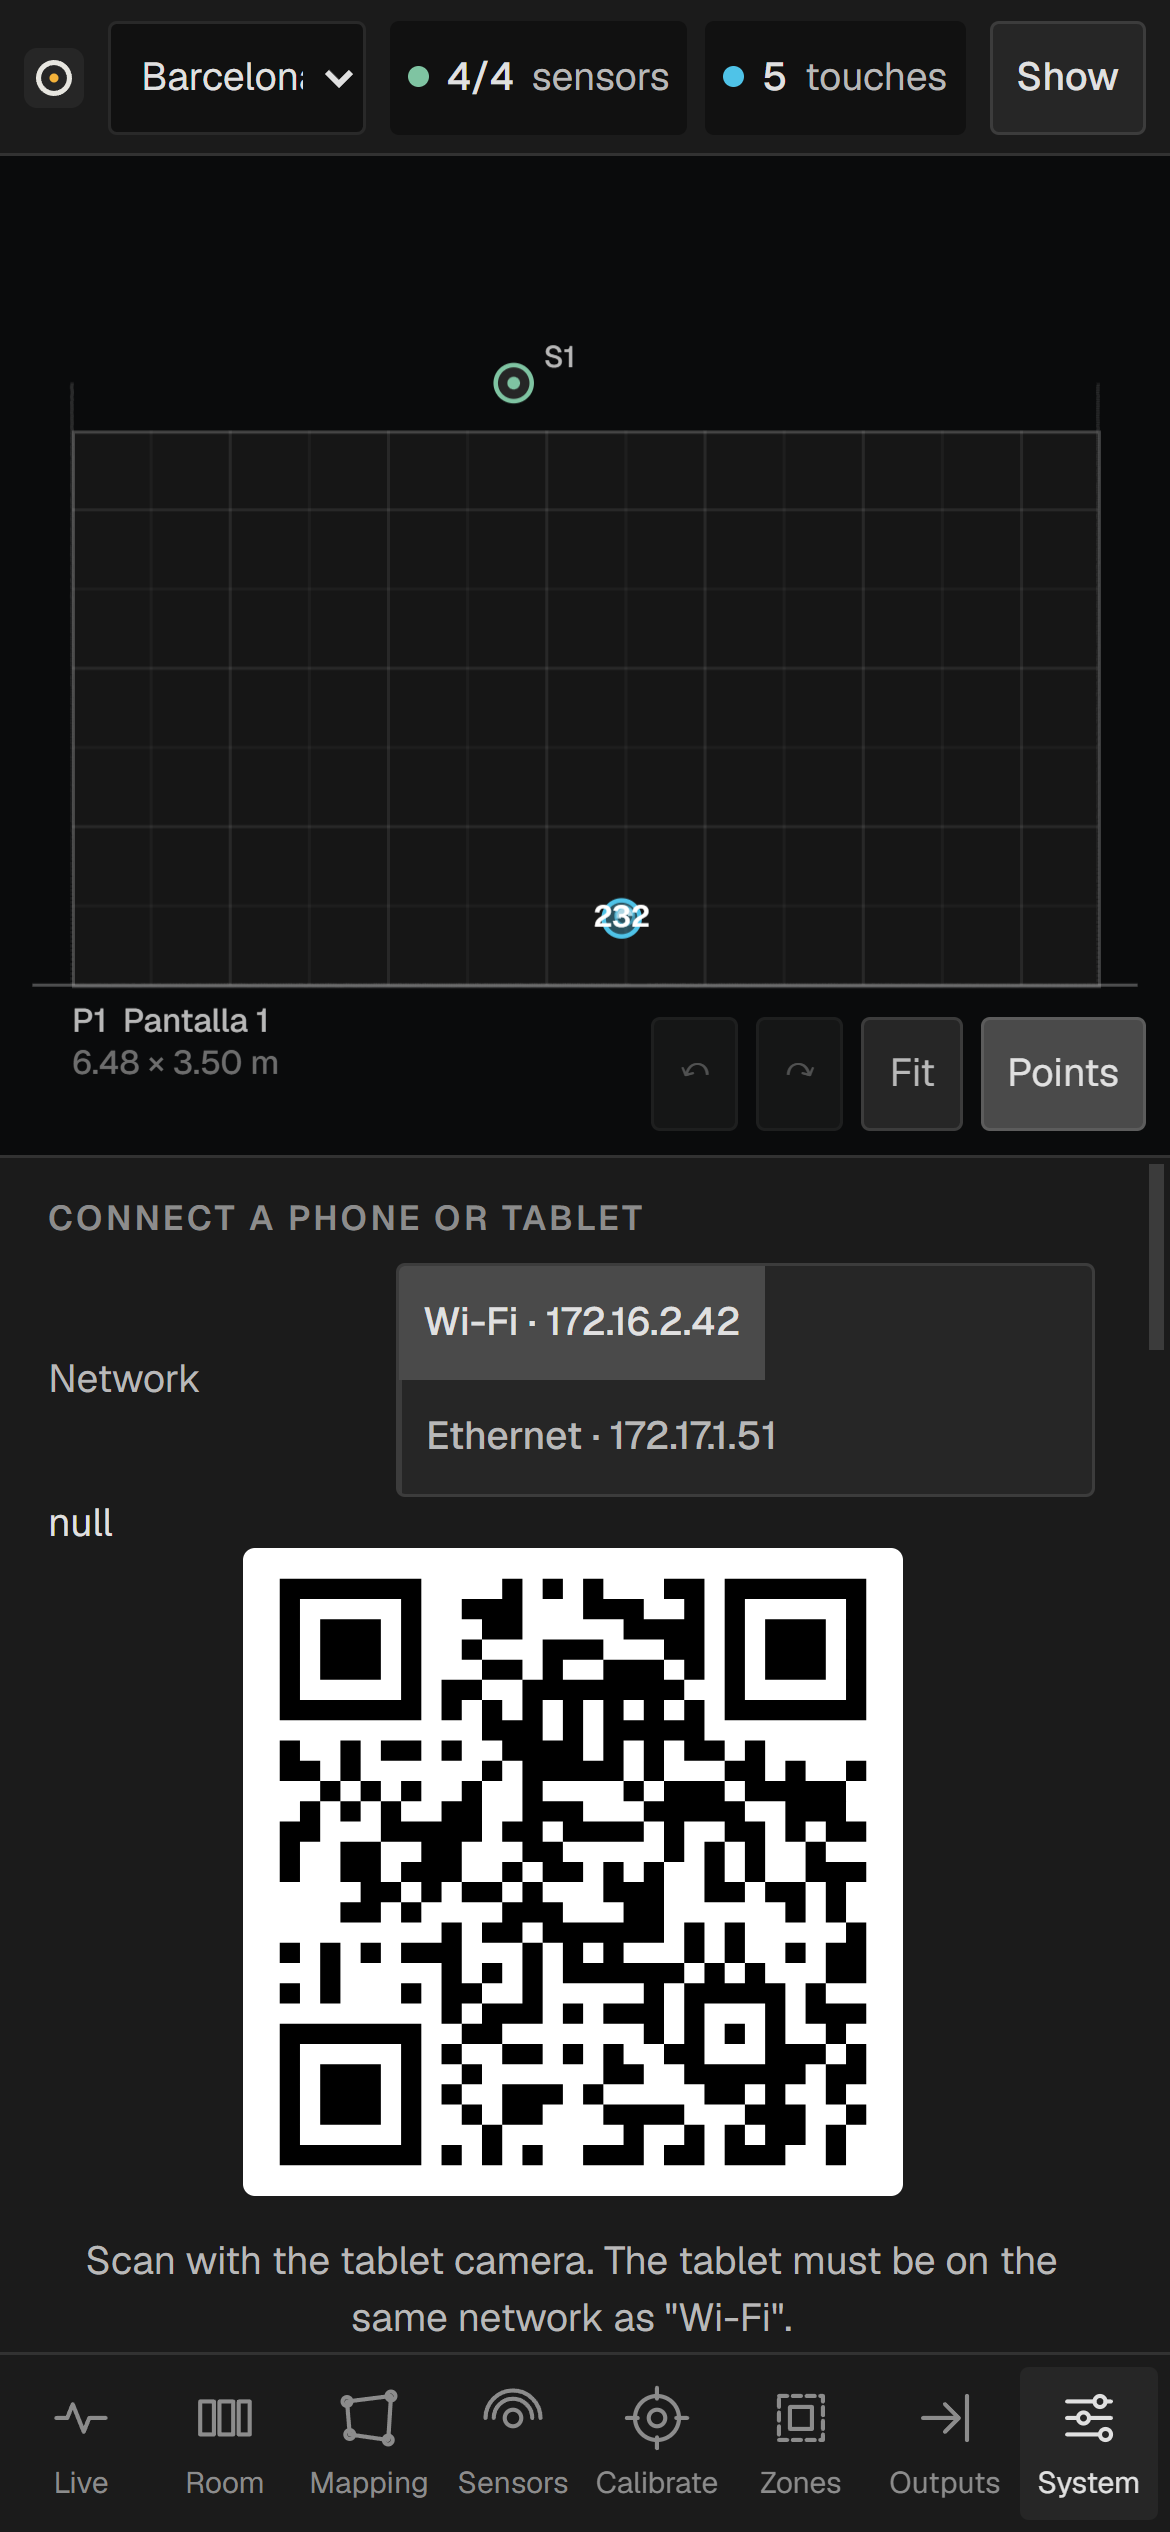 Barcelon
4/4 sensors
5 touches
Show
S1
232
P1 Pantalla 1
6.48 × 3.50 m
Fit
Points
CONNECT A PHONE OR TABLET
Network
Wi-Fi · 172.16.2.42
Ethernet · 172.17.1.51
null
Scan with the tablet camera. The tablet must be on the
same network as "Wi-Fi".
Live
Room
Mapping
Sensors
Calibrate
Zones
Outputs
System